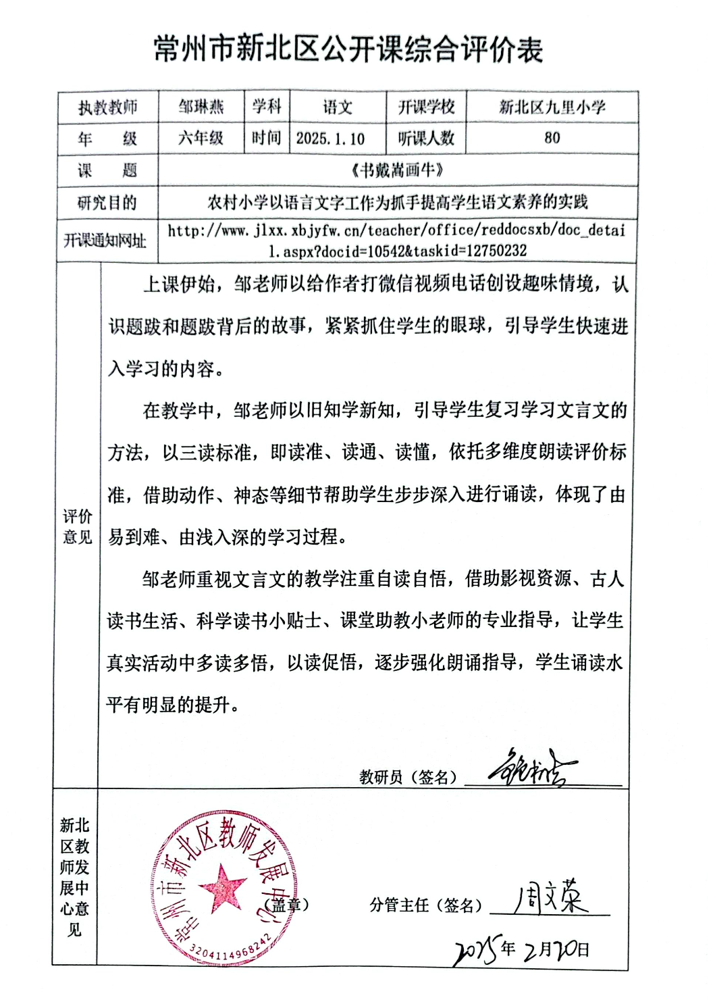 常州市新北区公开课综合评价表
执教教师 邹琳燕 学科 语文 开课学校 新北区九里小学
年 级 六年级 时间 2025.1.10 听课人数 80
课 题 《书戴嵩画牛》
研究目的 农村小学以语言文字工作为抓手提高学生语文素养的实践
开课通知网址 http://www.jlxx.xbjyfw.cn/teacher/office/reddocsxb/doc_detai
l.aspx?docid=10542&taskid=12750232
上课伊始，邹老师以给作者打微信视频电话创设趣味情境，认
识题跋和题跋背后的故事，紧紧抓住学生的眼球，引导学生快速进
入学习的内容。
在教学中，邹老师以旧知学新知，引导学生复习学习文言文的
方法，以三读标准，即读准、读通、读懂，依托多维度朗读评价标
准，借助动作、神态等细节帮助学生步步深入进行诵读，体现了由
评价
意见
易到难、由浅入深的学习过程。
邹老师重视文言文的教学注重自读自悟，借助影视资源、古人
读书生活、科学读书小贴士、课堂助教小老师的专业指导，让学生
真实活动中多读多悟，以读促悟，逐步强化朗诵指导，学生诵读水
平有明显的提升。
教研员（签名）
新北
区教
师发
展中
心意
见
常州市新北区教师发展中心
3204114968242
（盖章）
分管主任（签名） 周文荣
2025年2月20日